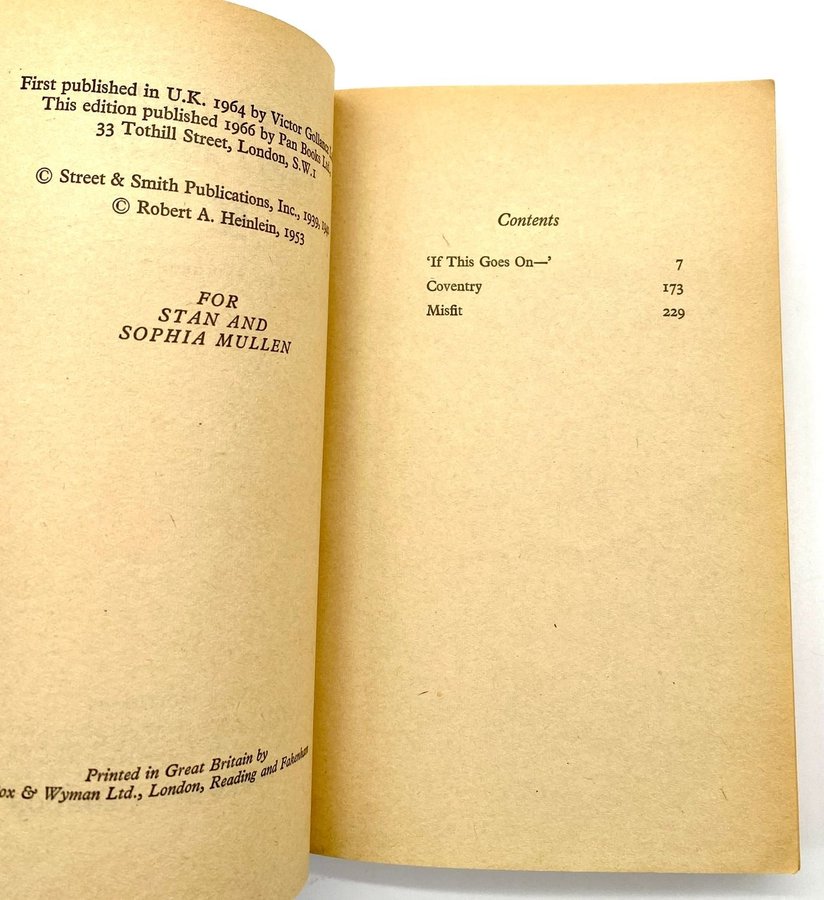 First published in U.K. 1964 by Victor Gollancz
This edition published 1966 by Pan Books Ltd.,
33 Tothill Street, London, S.W.1
© Street & Smith Publications, Inc., 1939,
© Robert A. Heinlein, 1953
FOR
STAN AND
SOPHIA MULLEN
Printed in Great Britain by
& Wyman Ltd., London, Reading and Fakenham
Contents
‘If This Goes On—’ 7
Coventry 173
Misfit 229